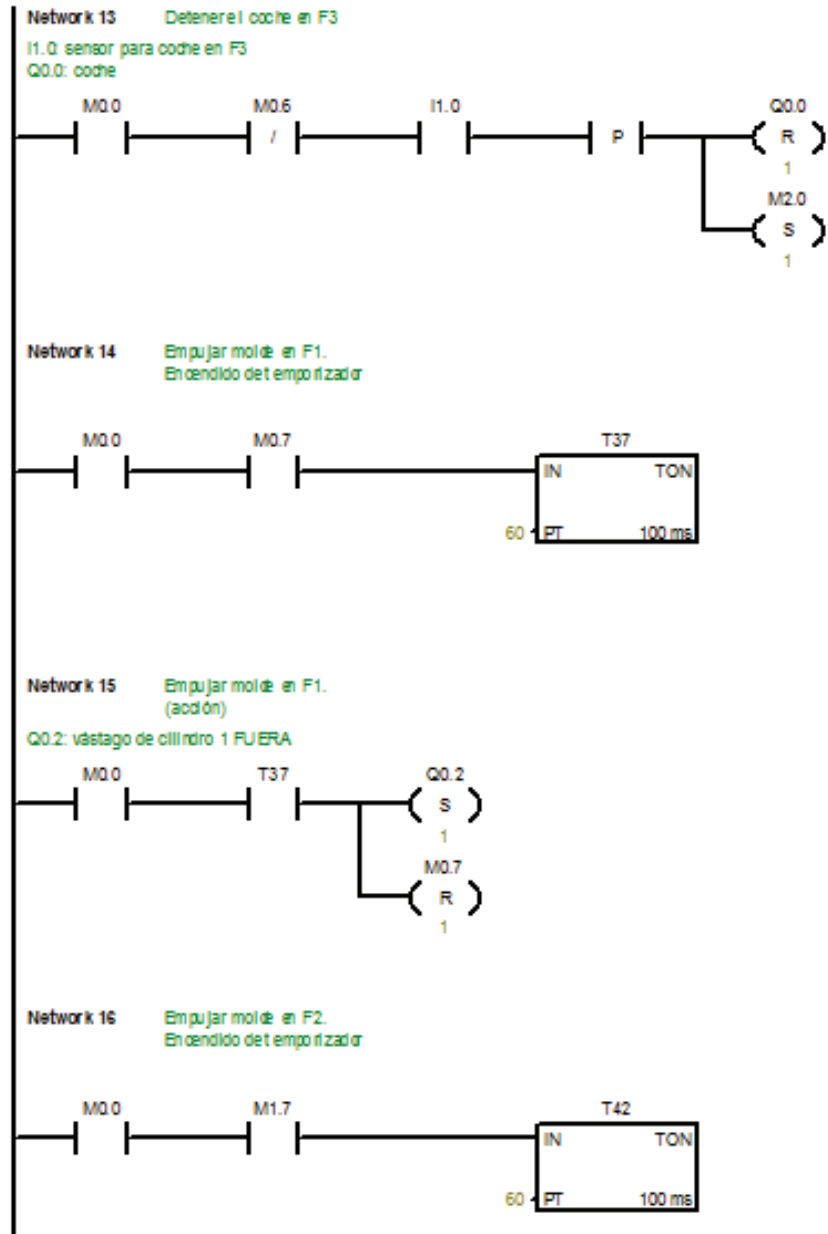 Network 13 Detener el coche en F3
I1.0: sensor para coche en F3
Q0.0: coche
M0.0 M0.6 I1.0 Q0.0
/ P R
1
M2.0
S
1
Network 14 Empujar molde en F1.
Encendido de temporizador
M0.0 M0.7 T37
IN TON
60 PT 100 ms
Network 15 Empujar molde en F1.
(acción)
Q0.2: vástago de cilindro 1 FUERA
M0.0 T37 Q0.2
S
1
M0.7
R
1
Network 16 Empujar molde en F2.
Encendido de temporizador
M0.0 M1.7 T42
IN TON
60 PT 100 ms